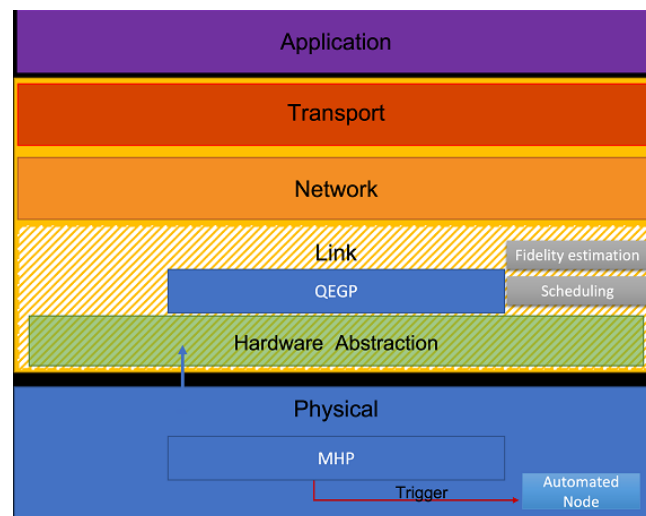 Application
Transport
Network
Link
Fidelity estimation
QEGP
Scheduling
Hardware Abstraction
Physical
MHP
Trigger
Automated
Node